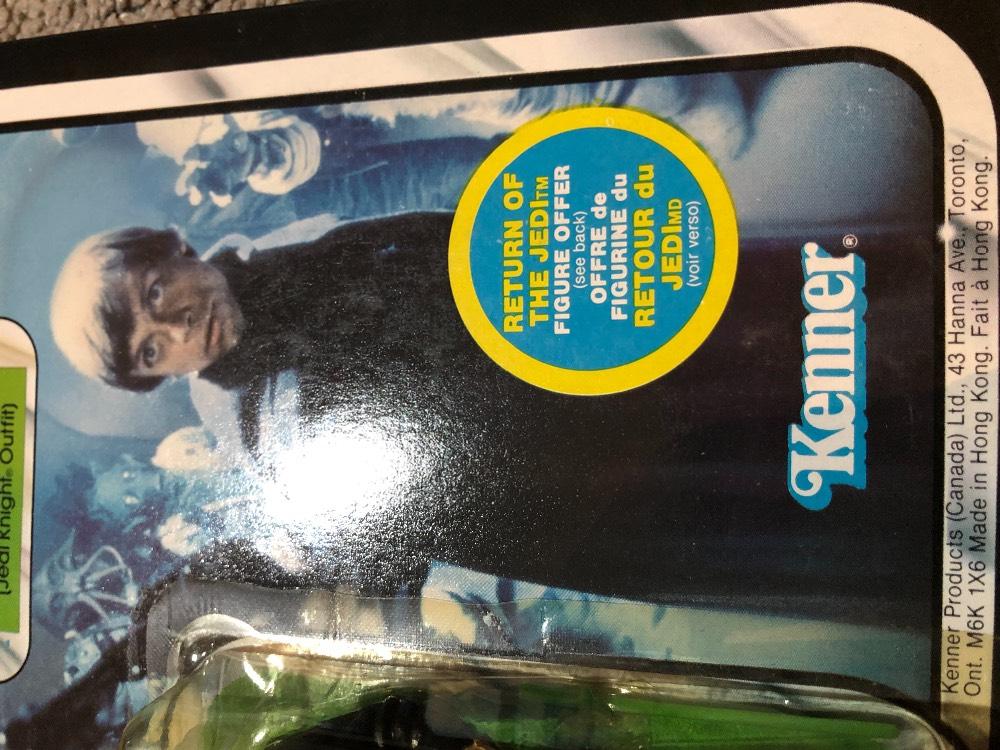 (Jedi Knight® Outfit)
RETURN OF
THE JEDI™
FIGURE OFFER
(see back)
OFFRE de
FIGURINE du
RETOUR du
JEDIMD
(voir verso)
Kenner®
Kenner Products (Canada) Ltd., 43 Hanna Ave., Toronto,
Ont. M6K 1X6 Made in Hong Kong. Fait à Hong Kong.